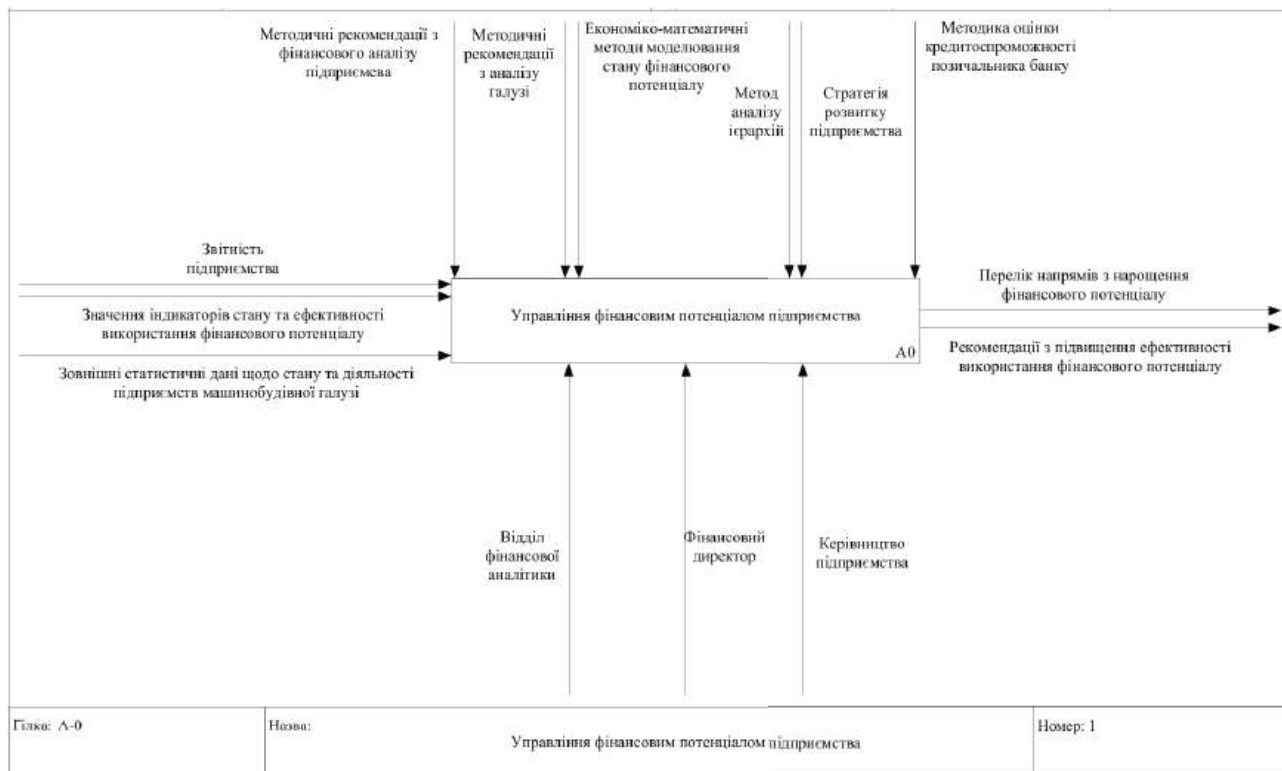 Методичні рекомендації з
фінансового аналізу
підприємєва
Методичні
рекомендації
з аналізу
галузі
Економіко-математичні
методи моделювання
стану фінансового
потенціалу
Метод
аналізу
ієрархій
Стратегія
розвитку
підприємства
Методика оцінки
кредитоспроможності
позичальника банку
Звітність
підприємства
Значення індикаторів стану та ефективності
використання фінансового потенціалу
Зовнішні статистичні дані щодо стану та діяльності
підприємств машинобудівної галузі
Управління фінансовим потенціалом підприємства
А0
Перелік напрямів з нарощення
фінансового потенціалу
Рекомендації з підвищення ефективності
використання фінансового потенціалу
Відділ
фінансової
аналітики
Фінансовий
директор
Керівництво
підприємства
Гілка: А-0
Назва:
Управління фінансовим потенціалом підприємства
Номер: 1